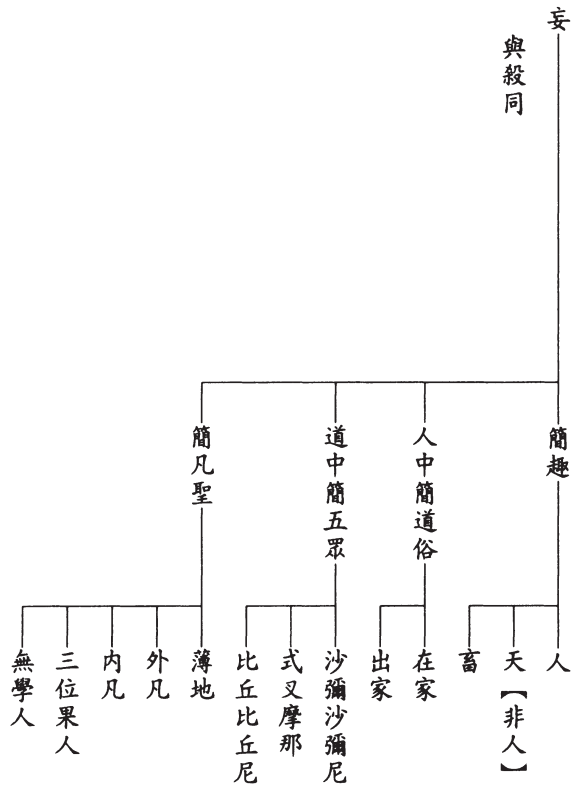 妄
與殺同
簡趣
人中簡道俗
道中簡五眾
簡凡聖
人
天【非人】
畜
在家
出家
沙彌沙彌尼
式叉摩那
比丘比丘尼
薄地
外凡
內凡
三位果人
無學人